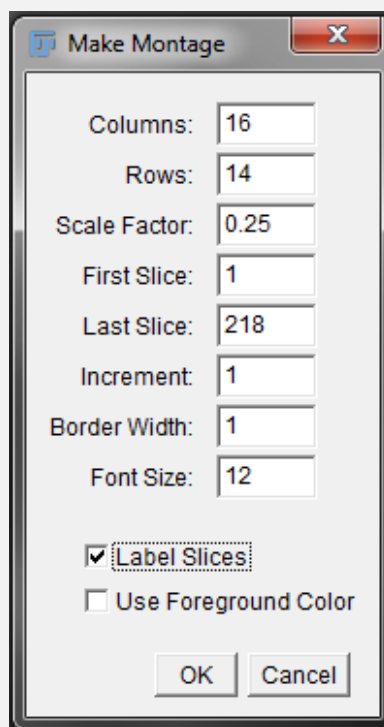 Make Montage
Columns: 16
Rows: 14
Scale Factor: 0.25
First Slice: 1
Last Slice: 218
Increment: 1
Border Width: 1
Font Size: 12
Label Slices
Use Foreground Color
OK Cancel